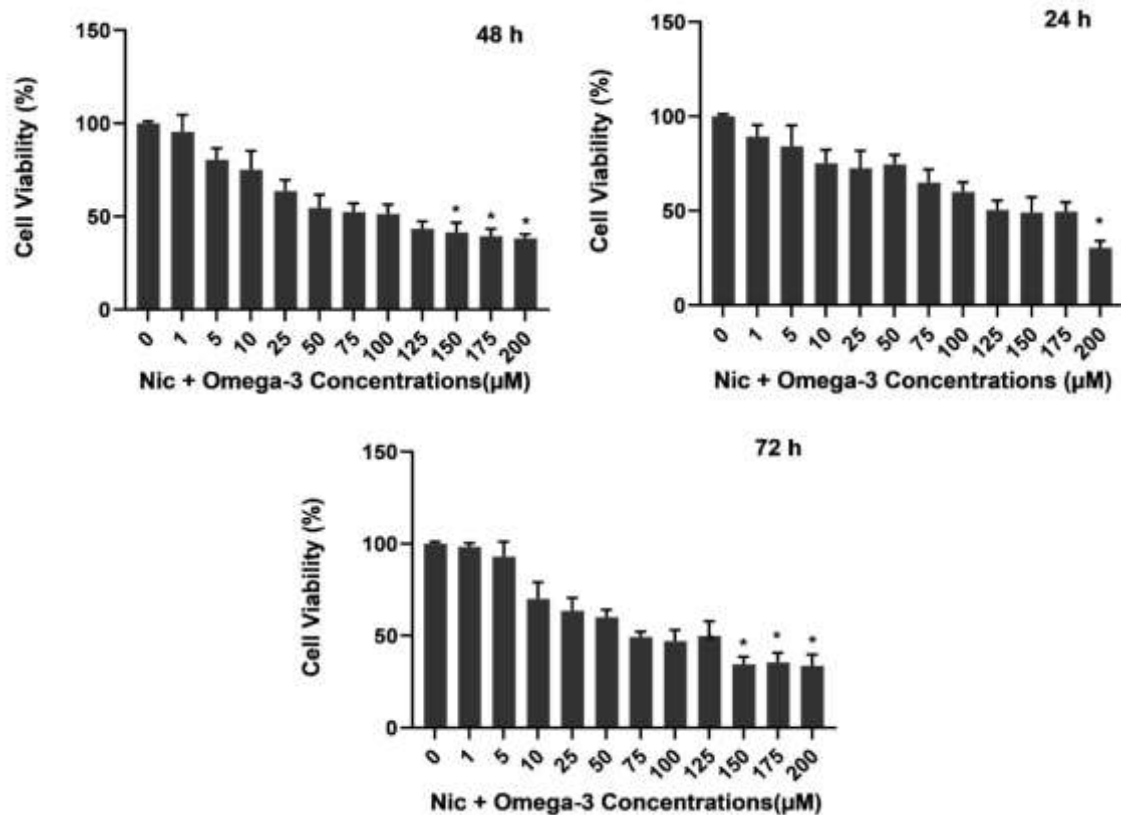 48 h
Cell Viability (%)
150
100
50
0
0 1 5 10 25 50 75 100 125 150 175 200
* * *
Nic + Omega-3 Concentrations(µM)
24 h
Cell Viability (%)
150
100
50
0
0 1 5 10 25 50 75 100 125 150 175 200
*
Nic + Omega-3 Concentrations (µM)
72 h
Cell Viability (%)
150
100
50
0
0 1 5 10 25 50 75 100 125 150 175 200
* * *
Nic + Omega-3 Concentrations(µM)